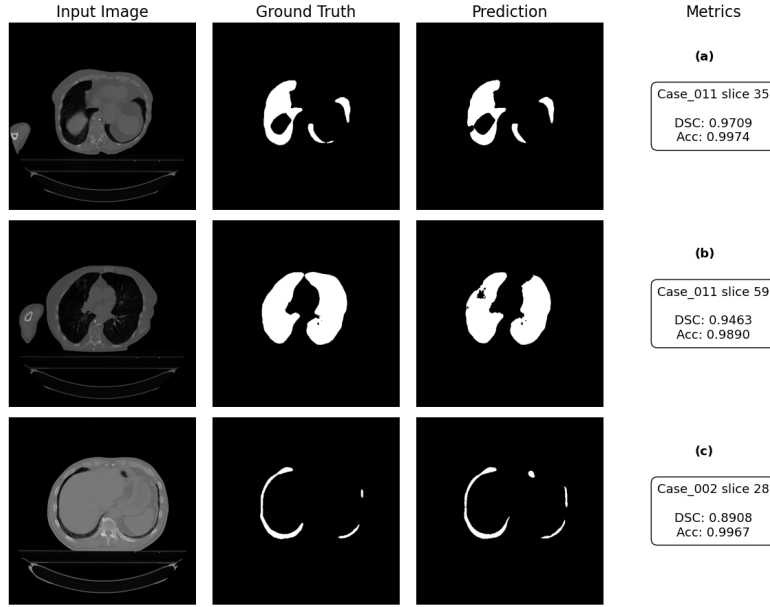 Input Image
Ground Truth
Prediction
Metrics
(a)
Case_011 slice 35
DSC: 0.9709
Acc: 0.9974
(b)
Case_011 slice 59
DSC: 0.9463
Acc: 0.9890
(c)
Case_002 slice 28
DSC: 0.8908
Acc: 0.9967